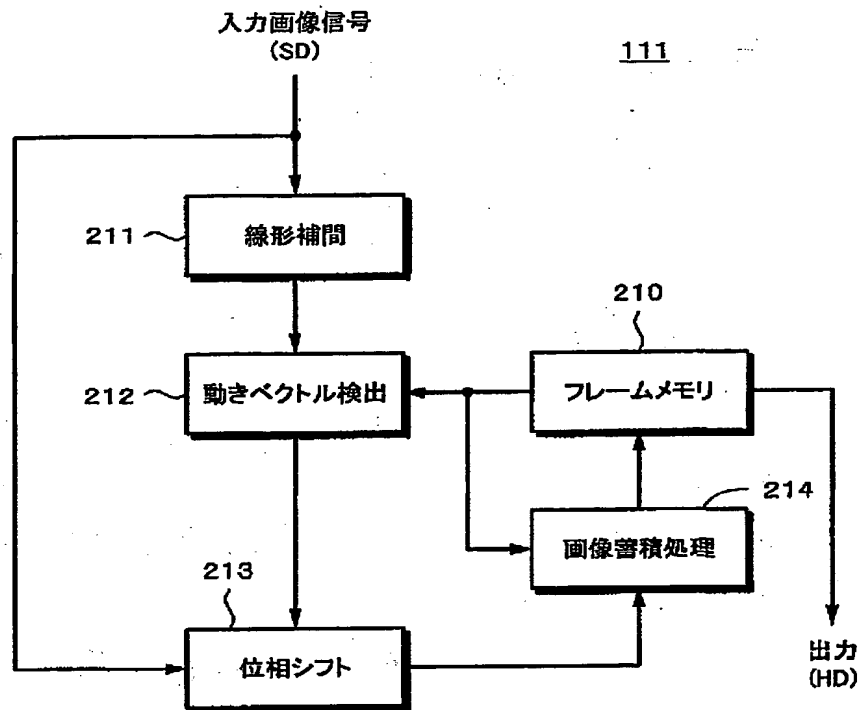 入力画像信号
(SD)
111
211
線形補間
210
212
動きベクトル検出
フレームメモリ
214
画像蓄積処理
213
位相シフト
出力
(HD)